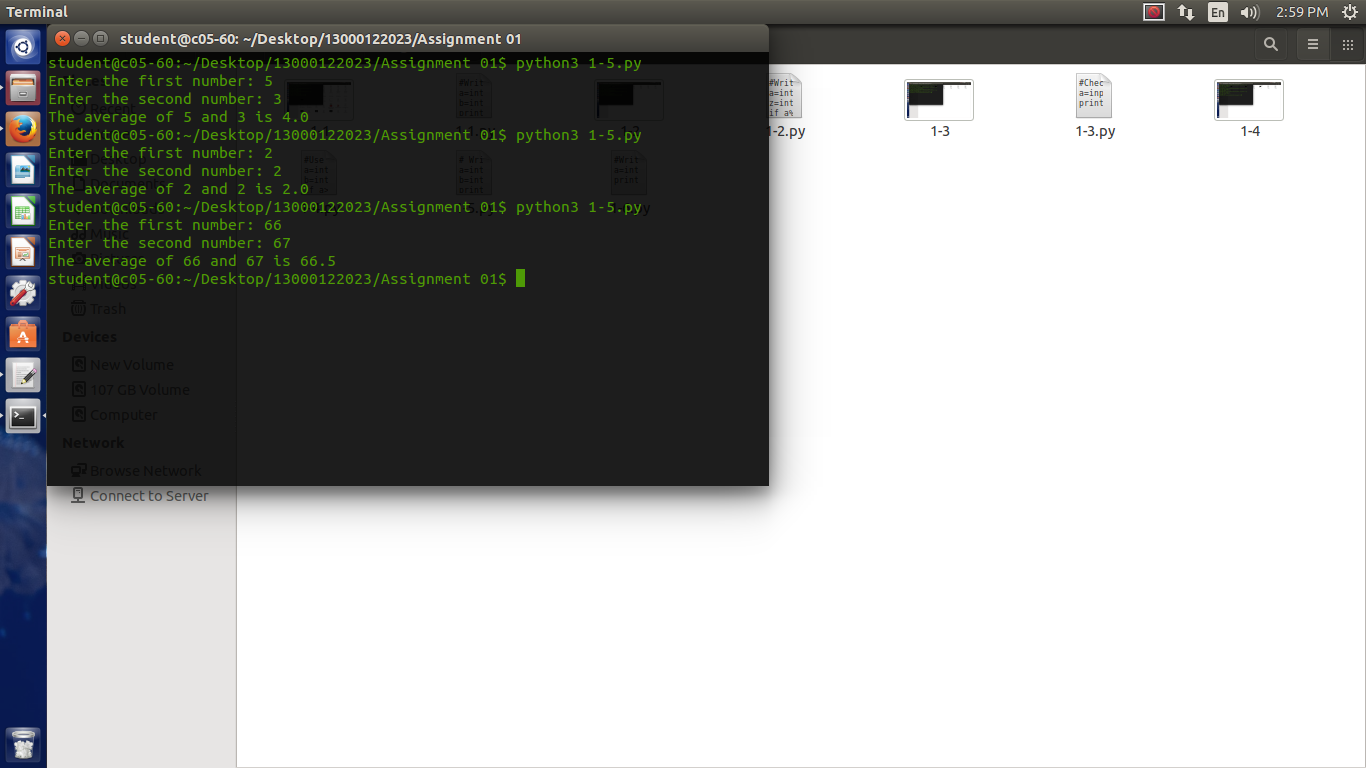 Terminal
En
2:59 PM
student@c05-60: ~/Desktop/13000122023/Assignment 01
student@c05-60:~/Desktop/13000122023/Assignment 01$ python3 1-5.py
Enter the first number: 5
Enter the second number: 3
The average of 5 and 3 is 4.0
student@c05-60:~/Desktop/13000122023/Assignment 01$ python3 1-5.py
Enter the first number: 2
Enter the second number: 2
The average of 2 and 2 is 2.0
student@c05-60:~/Desktop/13000122023/Assignment 01$ python3 1-5.py
Enter the first number: 66
Enter the second number: 67
The average of 66 and 67 is 66.5
student@c05-60:~/Desktop/13000122023/Assignment 01$
Trash
Devices
New Volume
107 GB Volume
Computer
Network
Browse Network
Connect to Server
#Writ
a=int
z=int
if a%
1-2.py
1-3
#Chec
a=inp
print
1-3.py
1-4